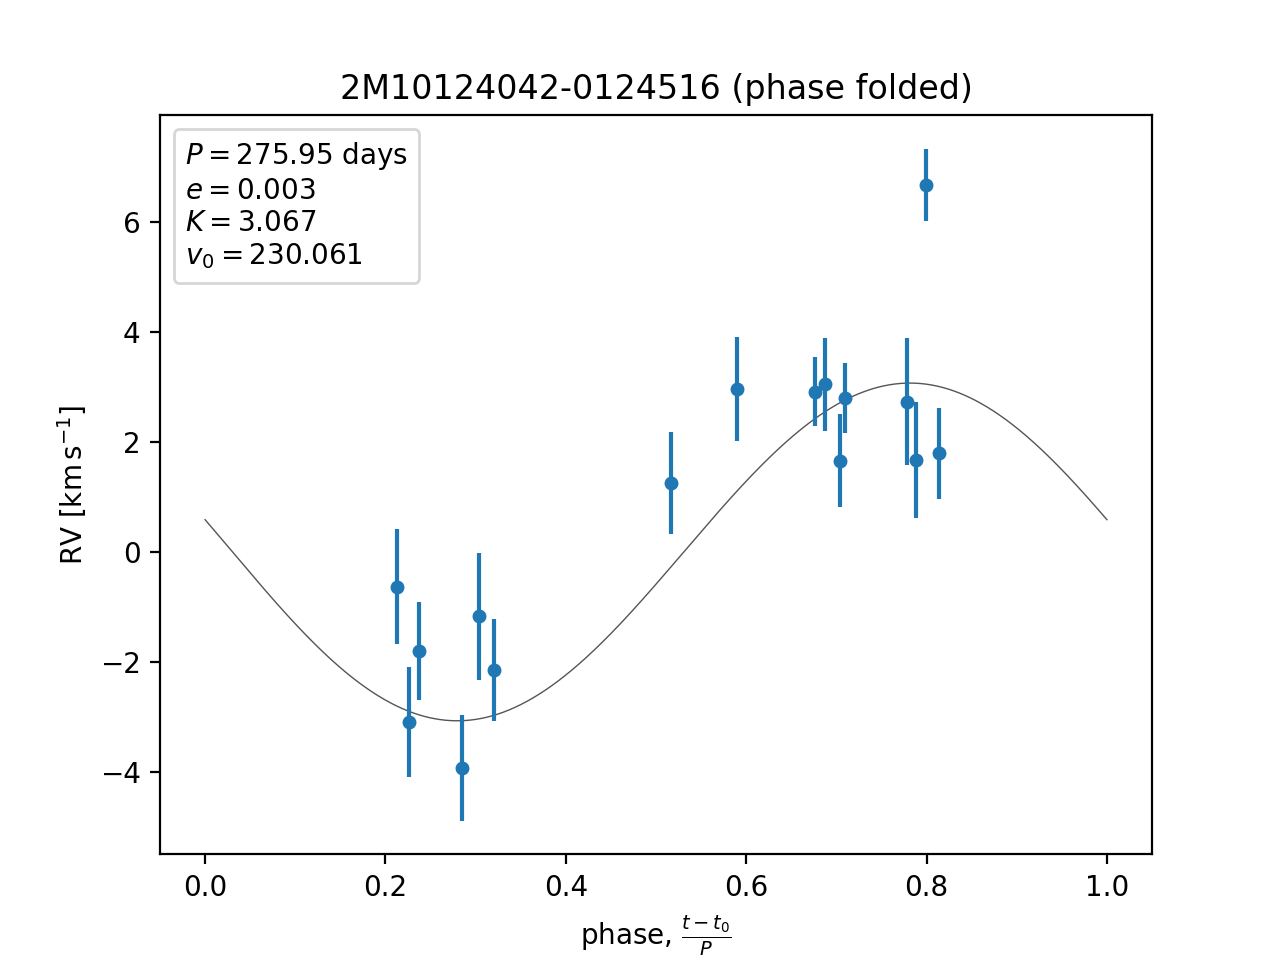 2M10124042-0124516 (phase folded)
P = 275.95 days
e = 0.003
K = 3.067
v₀ = 230.061
RV [km s⁻¹]
6
4
2
0
−2
−4
0.0 0.2 0.4 0.6 0.8 1.0
phase, (t − t₀)/P